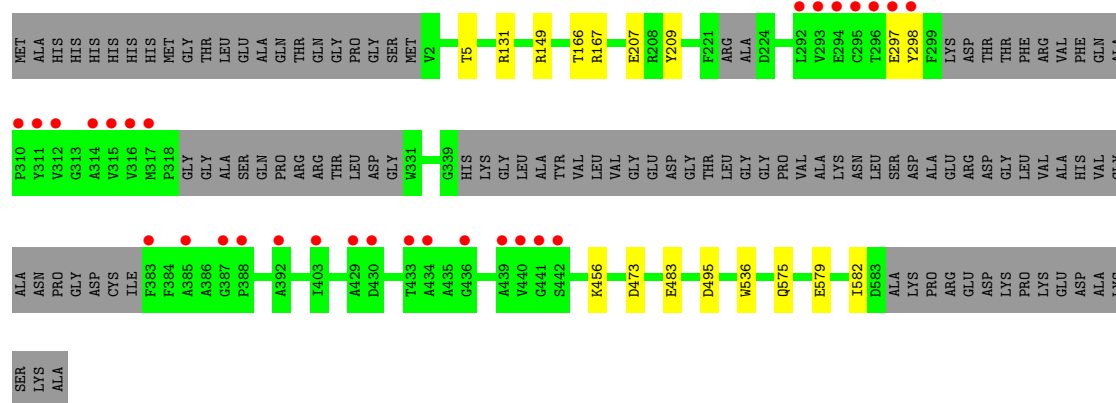 MET ALA HIS HIS HIS HIS HIS HIS MET GLY THR LEU GLU ALA GLN THR GLN GLY PRO GLY SER MET V2 T5 R131 R149 T166 R167 E207 R208 Y209 F221 ARG ALA D224 L292 V293 E294 C295 T296 E297 Y298 F299 LYS ASP THR THR PHE ARG VAL PHE GLN
P310 Y311 V312 G313 A314 V315 V316 M317 P318 GLY GLY ALA SER GLN PRO ARG ARG THR LEU ASP GLY W331 G339 HIS LYS GLY LEU ALA TYR VAL LEU VAL GLY GLU ASP GLY THR LEU GLY GLY PRO VAL ALA LYS ASN LEU SER ASP ALA GLU ARG ASP GLY LEU VAL ALA HIS VAL
ALA ASN PRO GLY ASP CYS ILE F383 F384 A385 A386 G387 P388 A392 I403 A429 D430 T433 A434 A435 G436 A439 V440 G441 S442 K456 D473 E483 D495 W536 Q575 E579 I582 D583 ALA LYS PRO ARG GLU ASP LYS PRO LYS GLU ASP ALA
SER LYS ALA